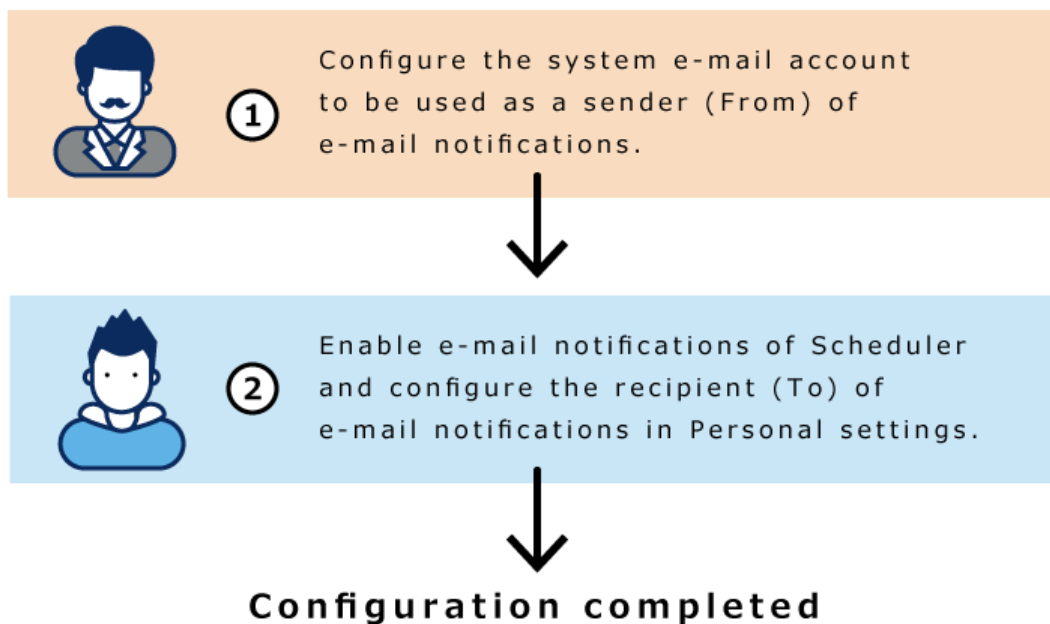 1
Configure the system e-mail account
to be used as a sender (From) of
e-mail notifications.
2
Enable e-mail notifications of Scheduler
and configure the recipient (To) of
e-mail notifications in Personal settings.
Configuration completed